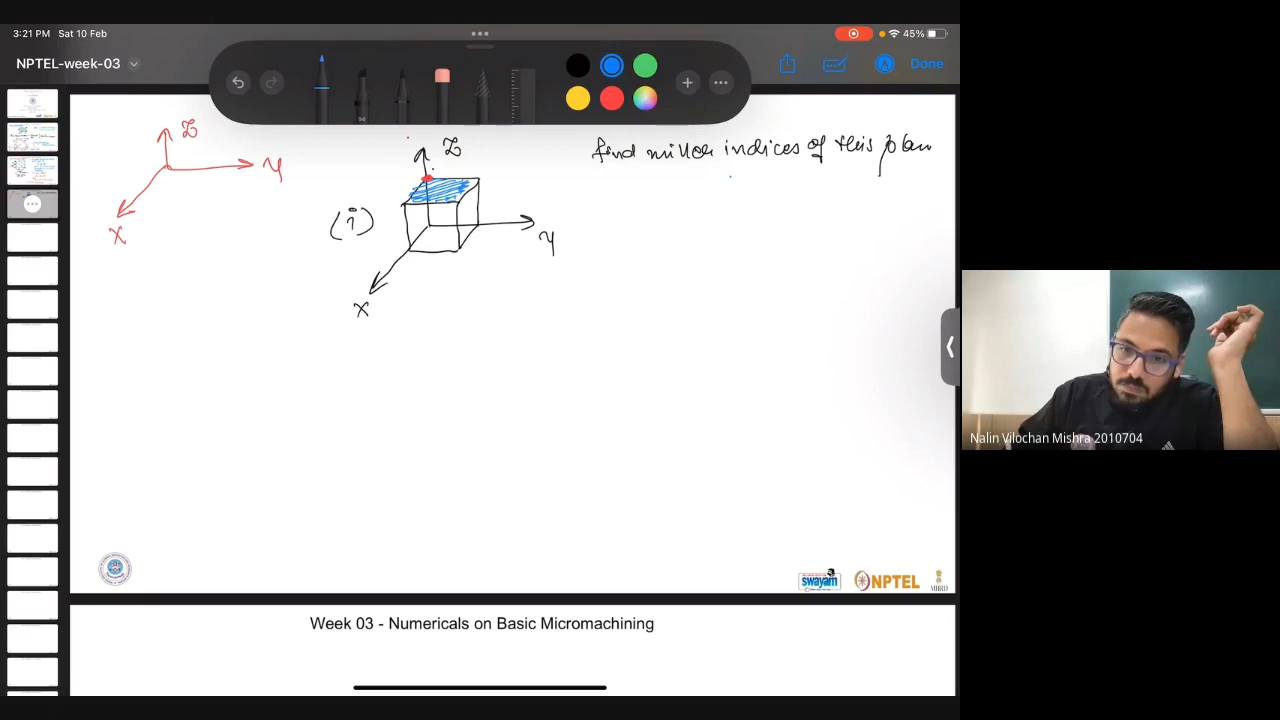 3:21 PM Sat 10 Feb
45%
NPTEL-week-03
Done
Z
Y
X
Z
find miller indices of this plan
(i)
Y
X
Nalin Vilochan Mishra 2010704
swayam
NPTEL
MHRD
Week 03 - Numericals on Basic Micromachining